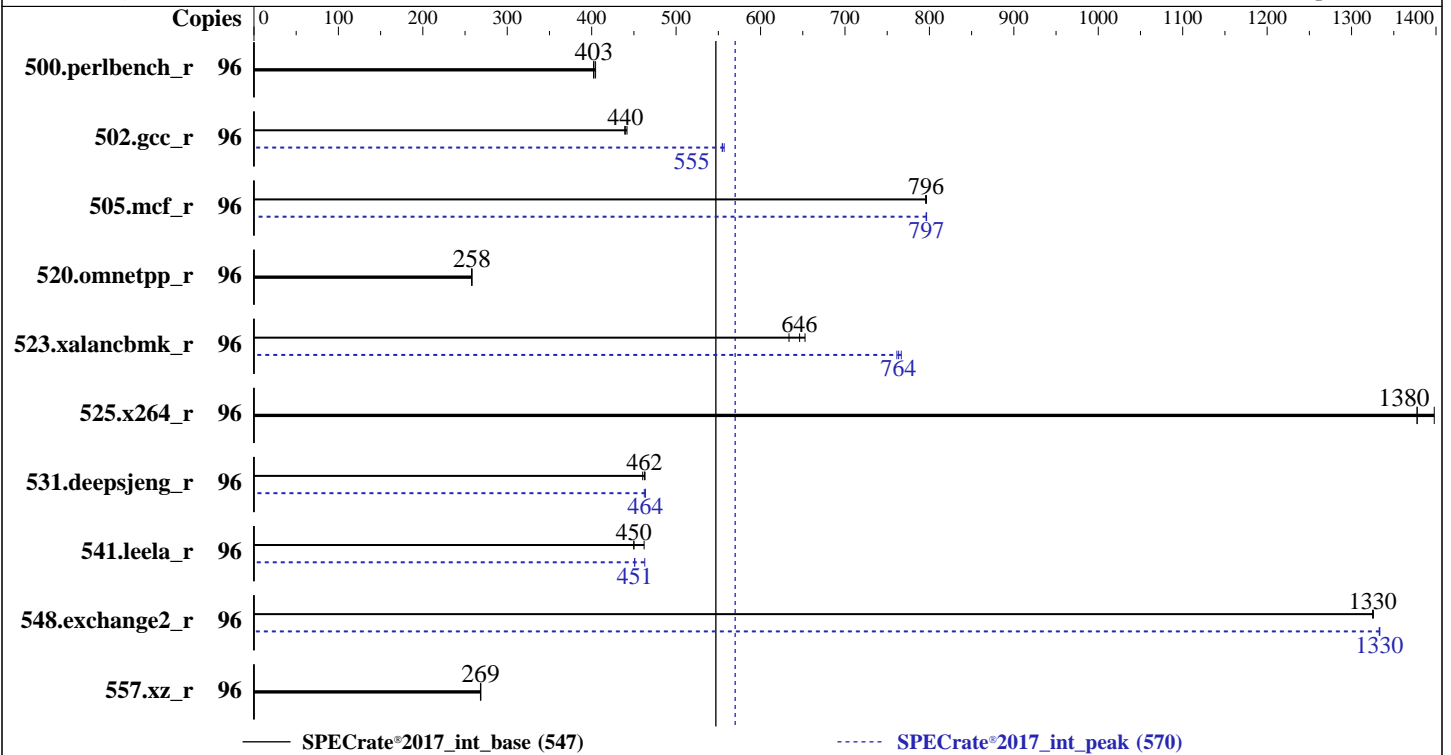 Copies 0 100 200 300 400 500 600 700 800 900 1000 1100 1200 1300 1400
403
500.perlbench_r 96
440
502.gcc_r 96
555
796
505.mcf_r 96
797
258
520.omnetpp_r 96
646
523.xalancbmk_r 96
764
1380
525.x264_r 96
462
531.deepsjeng_r 96
464
450
541.leela_r 96
451
1330
548.exchange2_r 96
1330
269
557.xz_r 96
SPECrate®2017_int_base (547) SPECrate®2017_int_peak (570)